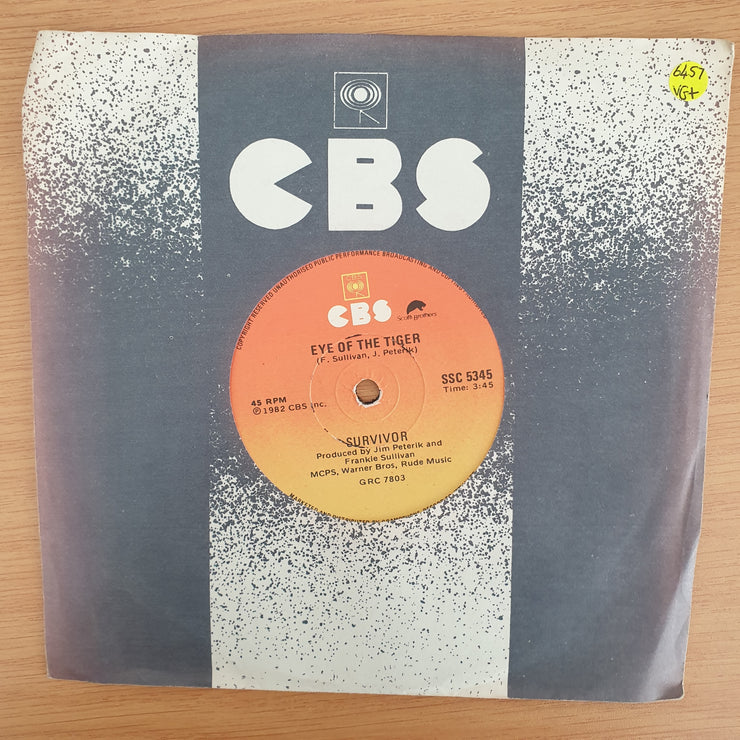 6457
VG+
CBS
COPYRIGHT RESERVED UNAUTHORISED PUBLIC PERFORMANCE BROADCASTING AND
CBS
CBS
Scotti Brothers
EYE OF THE TIGER
(F. Sullivan, J. Peterik)
SSC 5345
Time: 3:45
45 RPM
℗ 1982 CBS Inc.
SURVIVOR
Produced by Jim Peterik and
Frankie Sullivan
MCPS, Warner Bros, Rude Music
GRC 7803